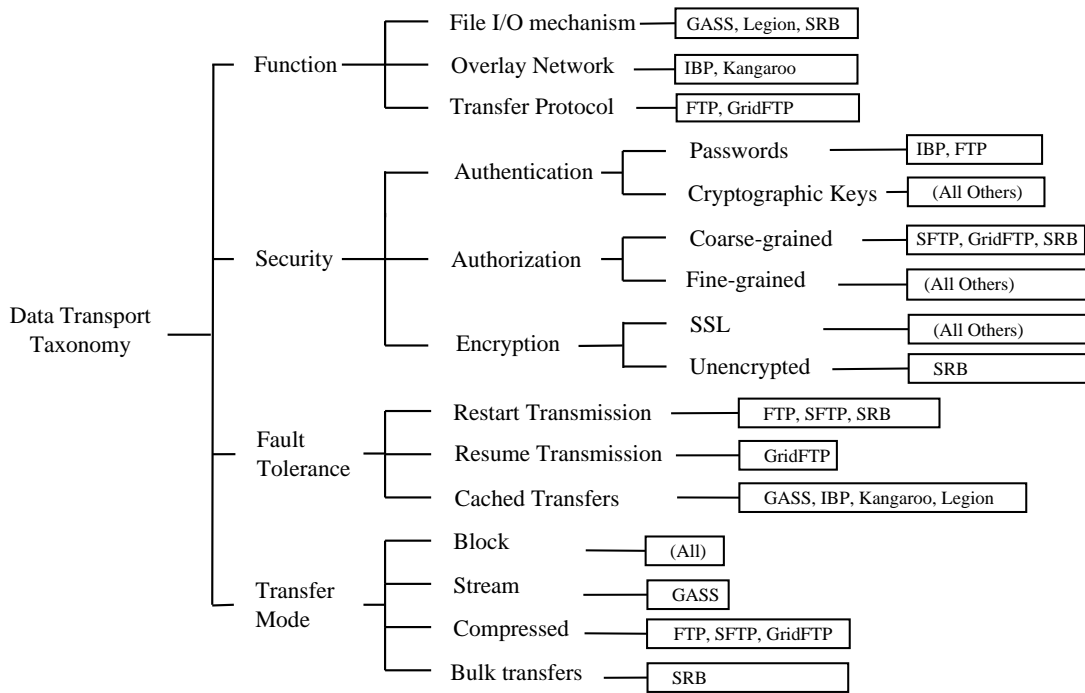 File I/O mechanism GASS, Legion, SRB
Function Overlay Network IBP, Kangaroo
Transfer Protocol FTP, GridFTP
Passwords IBP, FTP
Authentication
Cryptographic Keys (All Others)
Coarse-grained SFTP, GridFTP, SRB
Security Authorization
Fine-grained (All Others)
Data Transport
Taxonomy
SSL (All Others)
Encryption
Unencrypted SRB
Restart Transmission FTP, SFTP, SRB
Fault
Tolerance
Resume Transmission GridFTP
Cached Transfers GASS, IBP, Kangaroo, Legion
Block (All)
Stream GASS
Transfer
Mode
Compressed FTP, SFTP, GridFTP
Bulk transfers SRB